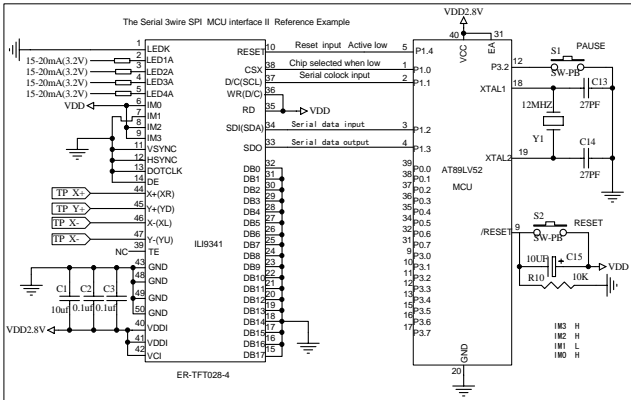 The Serial 3wire SPI MCU interface II Reference Example
VDD2.8V
1 LEDK
15-20mA(3.2V) 2 LED1A
15-20mA(3.2V) 3 LED2A
15-20mA(3.2V) 4 LED3A
15-20mA(3.2V) 5 LED4A
VDD 6 IM0
7 IM1
8 IM2
9 IM3
11 VSYNC
12 HSYNC
13 DOTCLK
14 DE
TP X+ 44 X+(XR)
TP Y+ 45 Y+(YD)
TP X- 46 X-(XL)
TP X- 47 Y-(YU)
NC 39 TE
43 GND
48 GND
49 GND
50 GND
C1 C2 C3
10uf 0.1uf 0.1uf
VDD2.8V 40 VDDI
41 VDDI
42 VCI
ILI9341
ER-TFT028-4
RESET 10 Reset input Active low 5 P1.4
CSX 38 Chip selected when low 1 P1.0
D/C(SCL) 37 Serial colock input 2 P1.1
WR(D/C) 36
RD 35 VDD
SDI(SDA) 34 Serial data input 3 P1.2
SDO 33 Serial data output 4 P1.3
DB0 32
DB1 31
DB2 30
DB3 29
DB4 28
DB5 27
DB6 26
DB7 25
DB8 24
DB9 23
DB10 22
DB11 21
DB12 20
DB13 19
DB14 18
DB15 17
DB16 16
DB17 15
39 P0.0
38 P0.1
37 P0.2
36 P0.3
35 P0.4
34 P0.5
33 P0.6
32 P0.7
P3.0
P3.1
P3.2
P3.3
P3.4
P3.5
P3.6
17 P3.7
40 31
VCC EA
AT89LV52
MCU
GND
20
P3.2 12
S1 PAUSE
SW-PB
XTAL1 18
C13
27PF
12MHZ
Y1
XTAL2 19
C14
27PF
/RESET 9
S2 RESET
SW-PB
10UF + C15 VDD
R10 10K
IM3 H
IM2 H
IM1 L
IM0 H